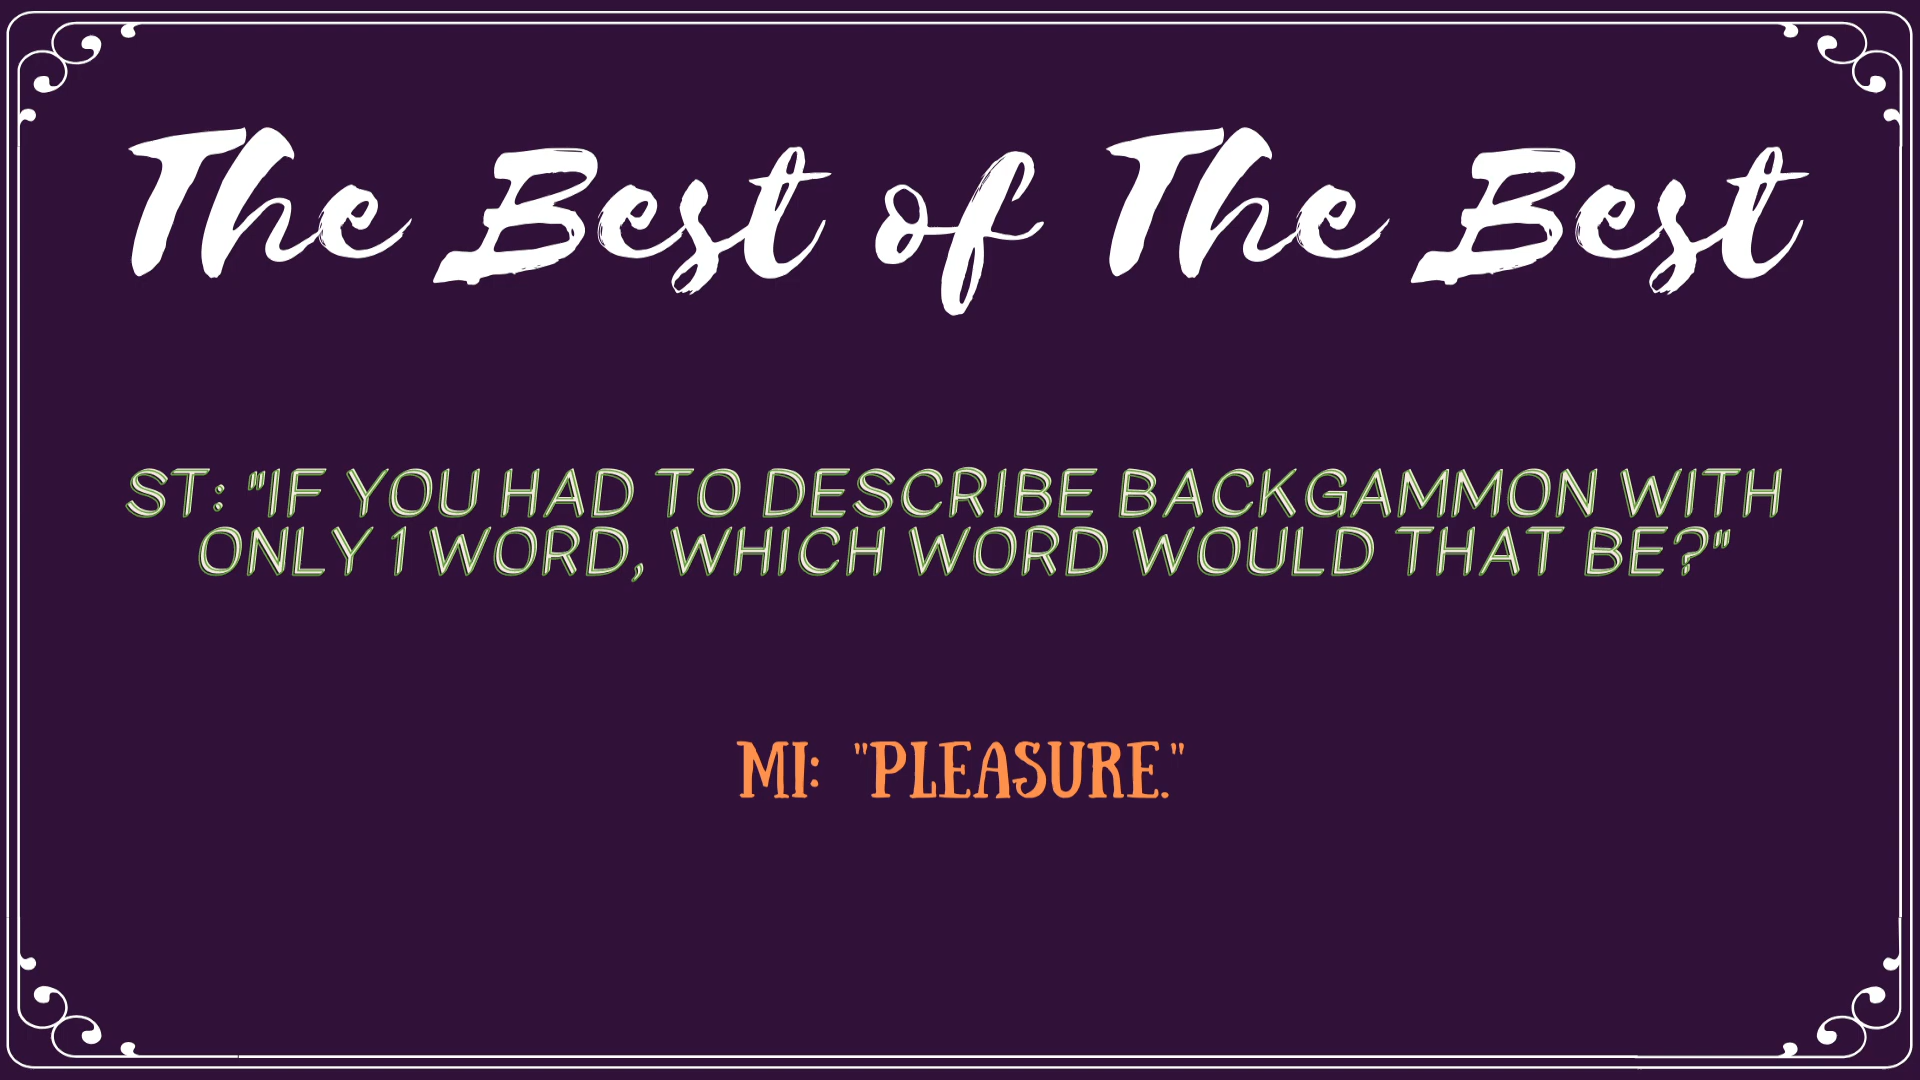 The Best of The Best
ST: "IF YOU HAD TO DESCRIBE BACKGAMMON WITH
ONLY 1 WORD, WHICH WORD WOULD THAT BE?"
MI: "PLEASURE."